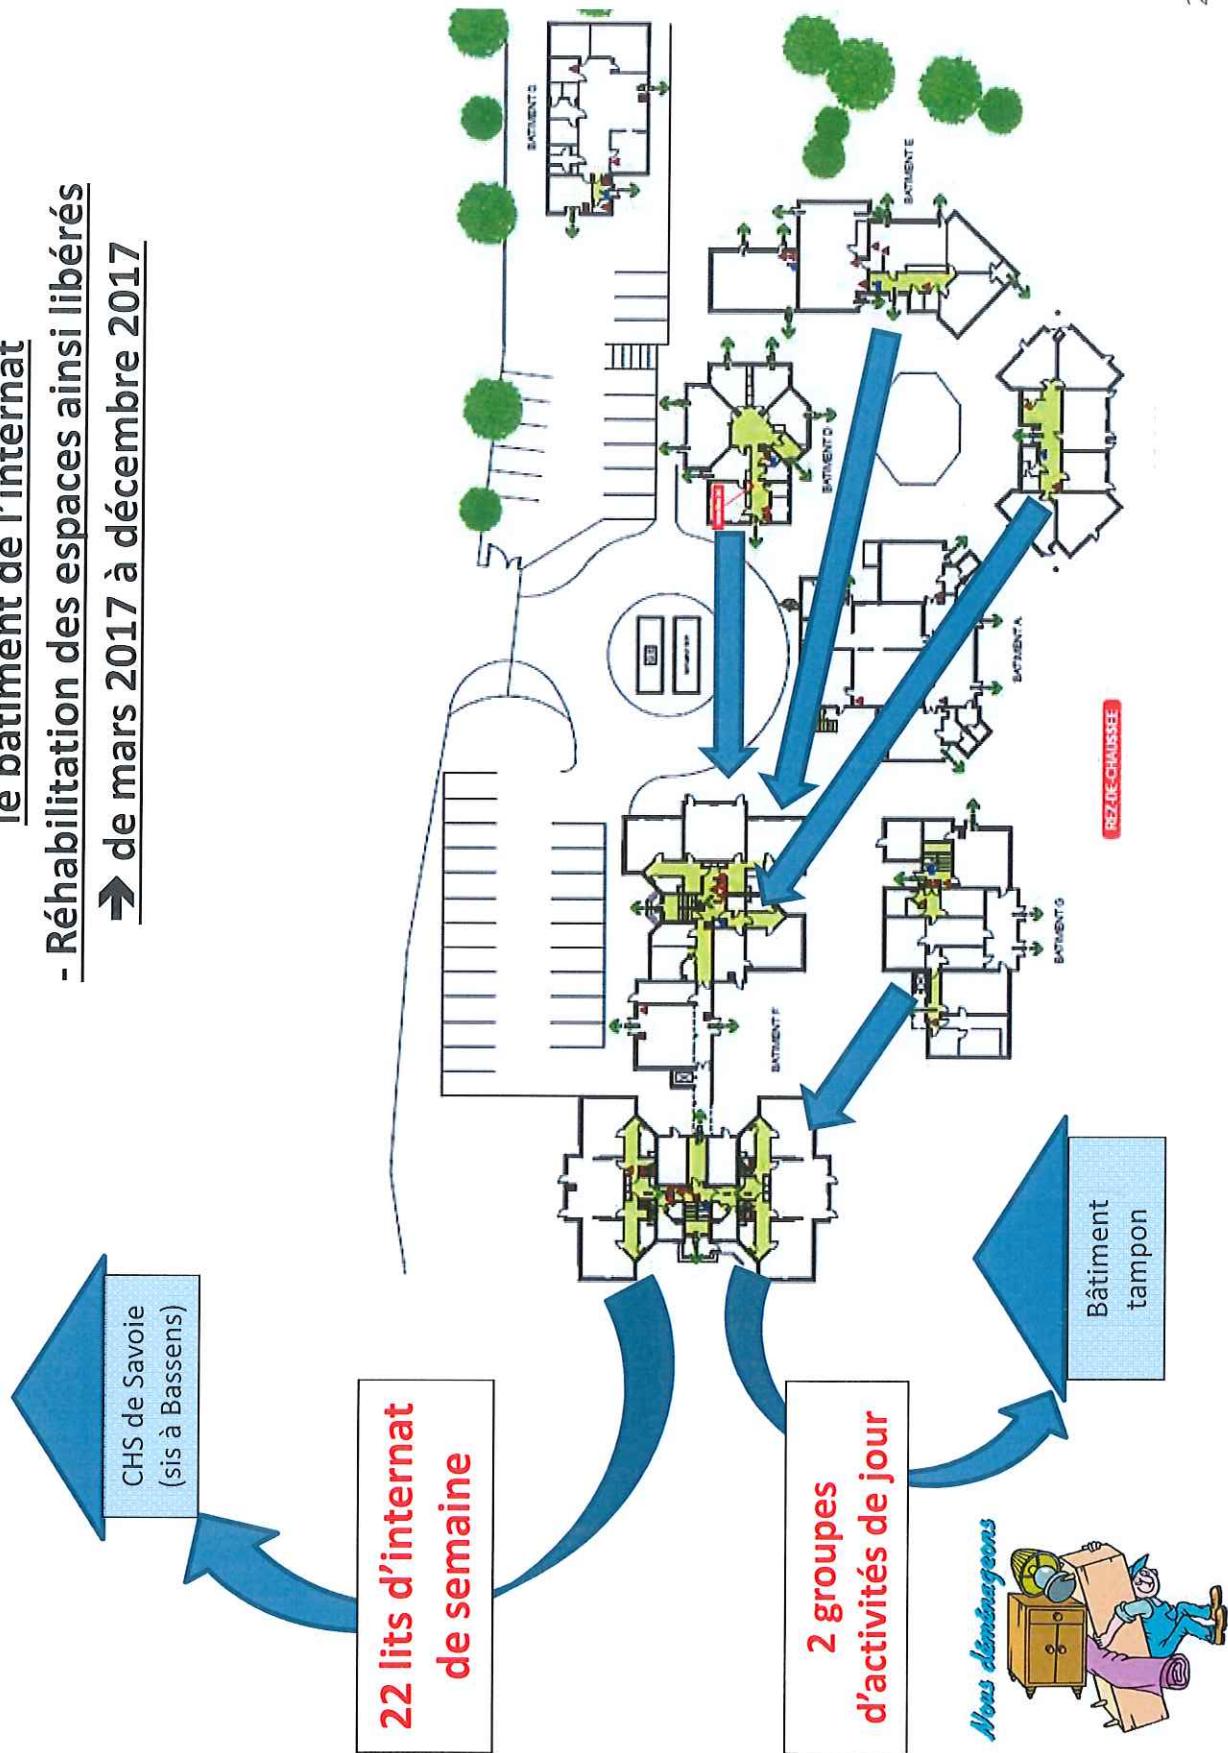 le bâtiment de l'internat
- Réhabilitation des espaces ainsi libérés
➔ de mars 2017 à décembre 2017
CHS de Savoie
(sis à Bassens)
22 lits d'internat
de semaine
2 groupes
d'activités de jour
Bâtiment
tampon
Nous déménageons
BATIMENT F
BATIMENT G
BATIMENT A
BATIMENT D
BATIMENT E
REZ-DE-CHAUSSEE